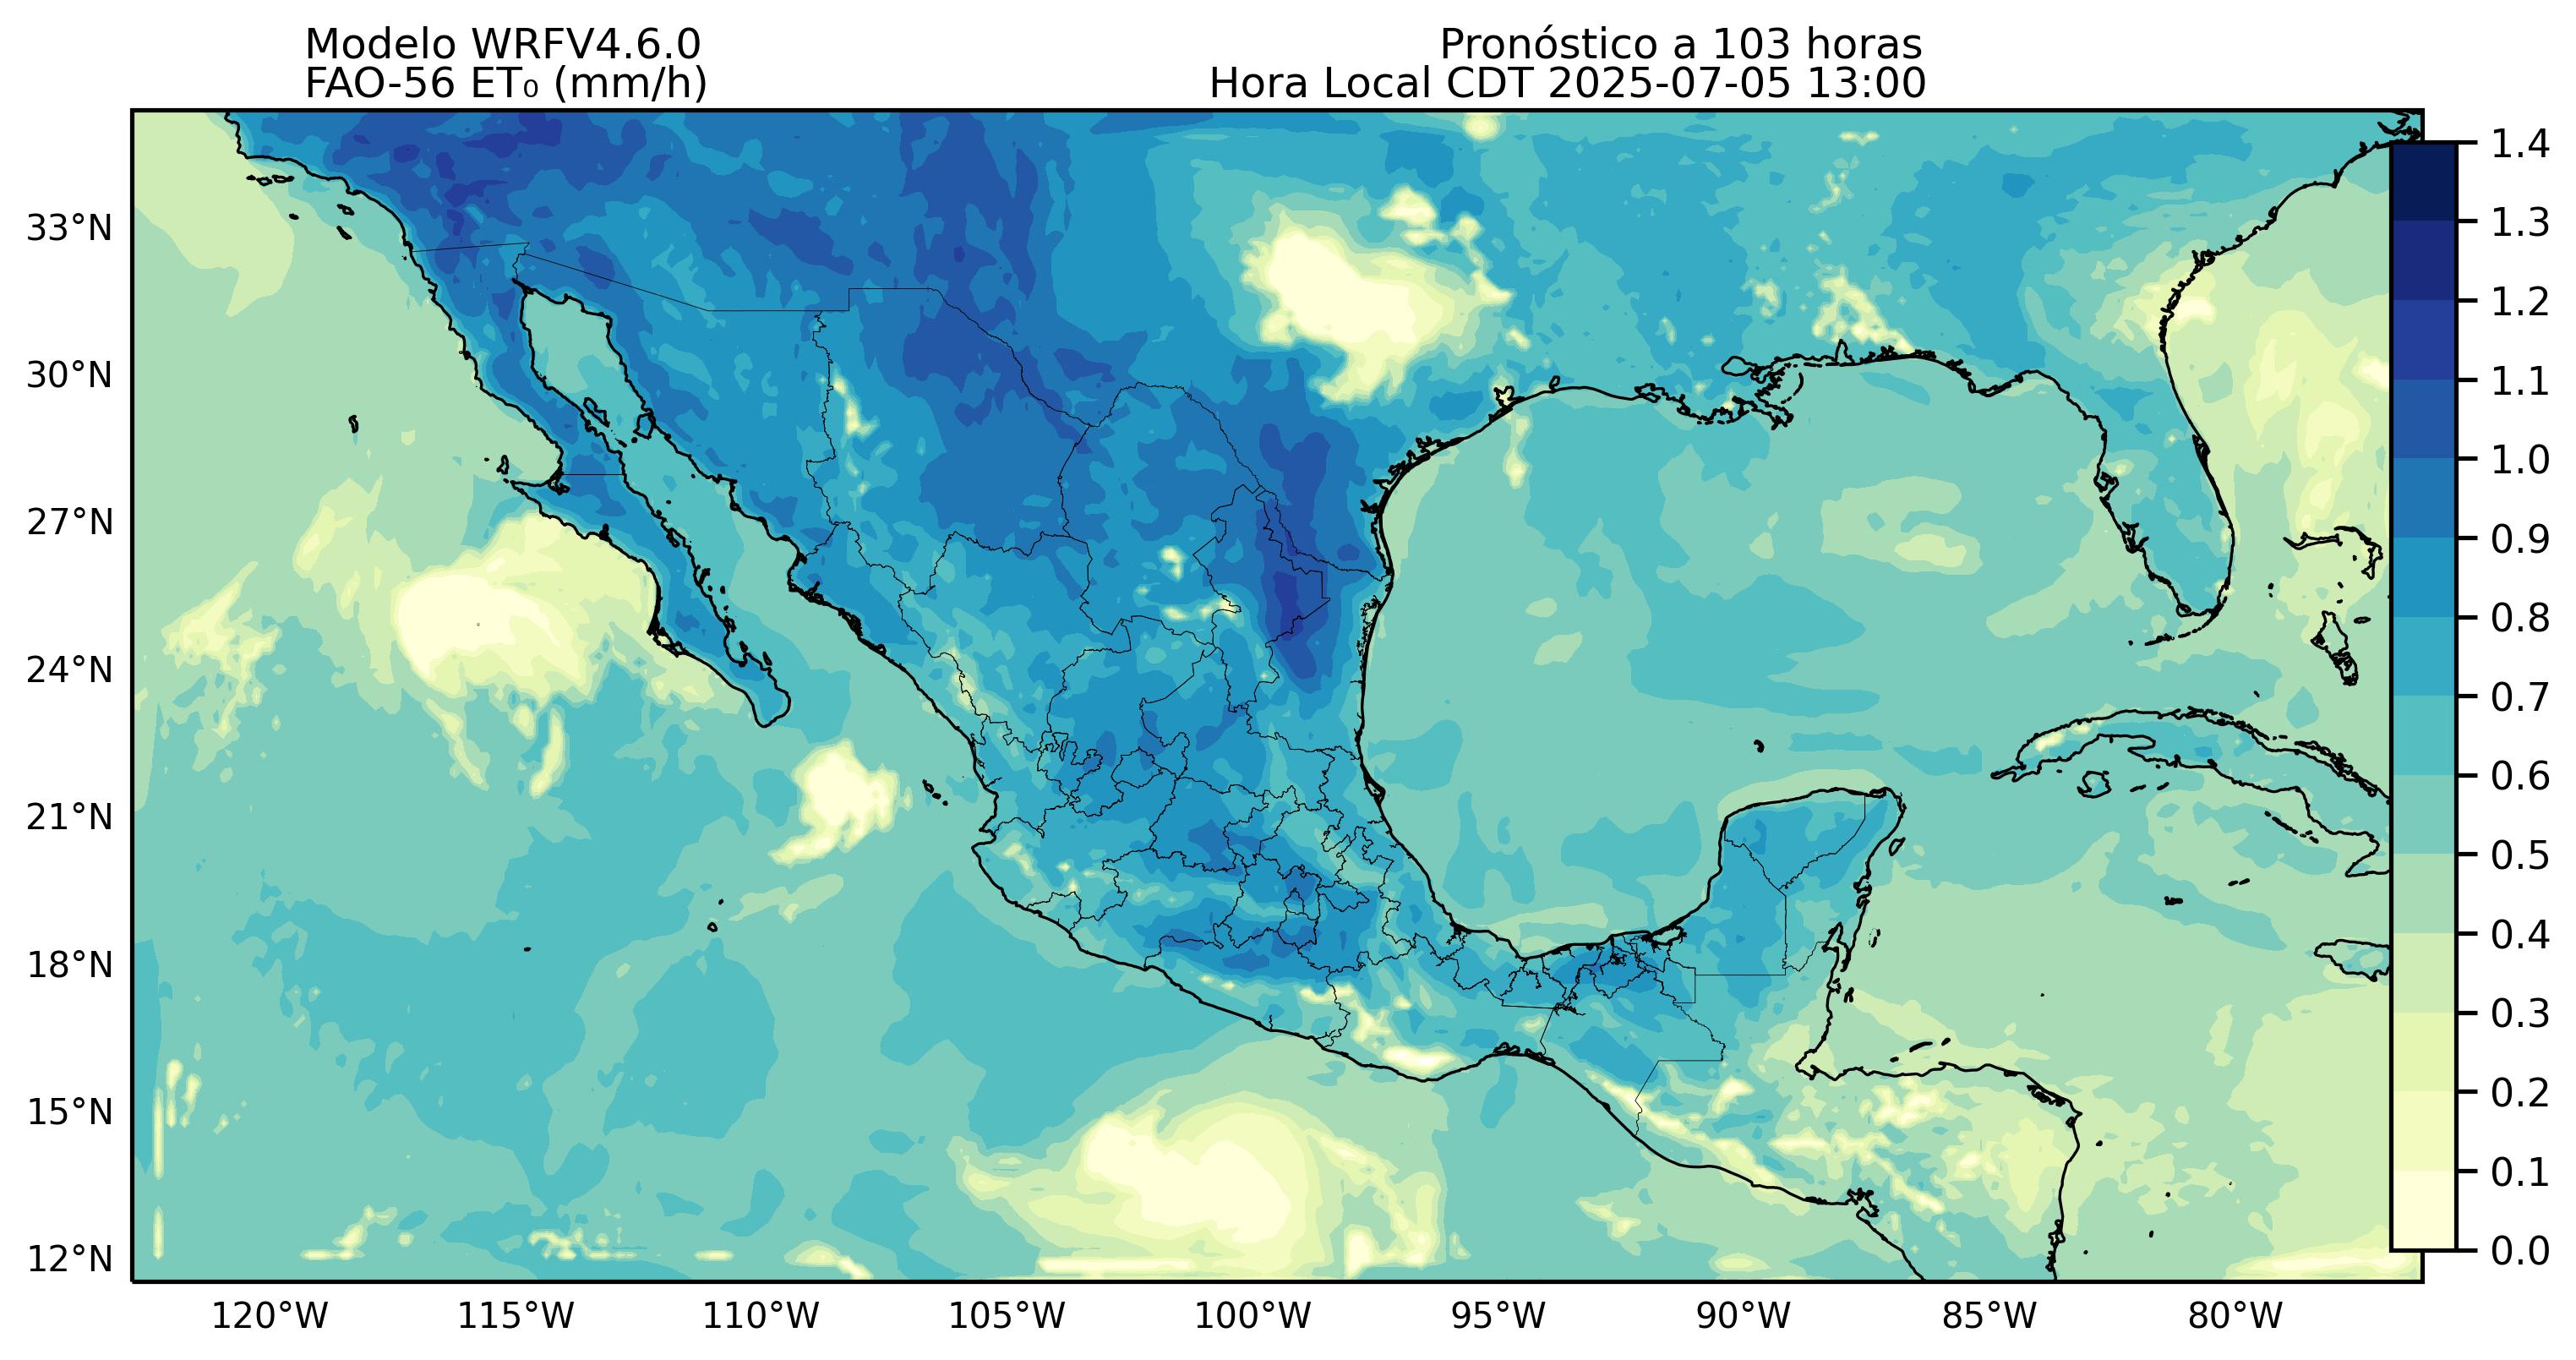 Modelo WRFV4.6.0
FAO-56 ET₀ (mm/h)
Pronóstico a 103 horas
Hora Local CDT 2025-07-05 13:00
33°N
30°N
27°N
24°N
21°N
18°N
15°N
12°N
120°W
115°W
110°W
105°W
100°W
95°W
90°W
85°W
80°W
1.4
1.3
1.2
1.1
1.0
0.9
0.8
0.7
0.6
0.5
0.4
0.3
0.2
0.1
0.0